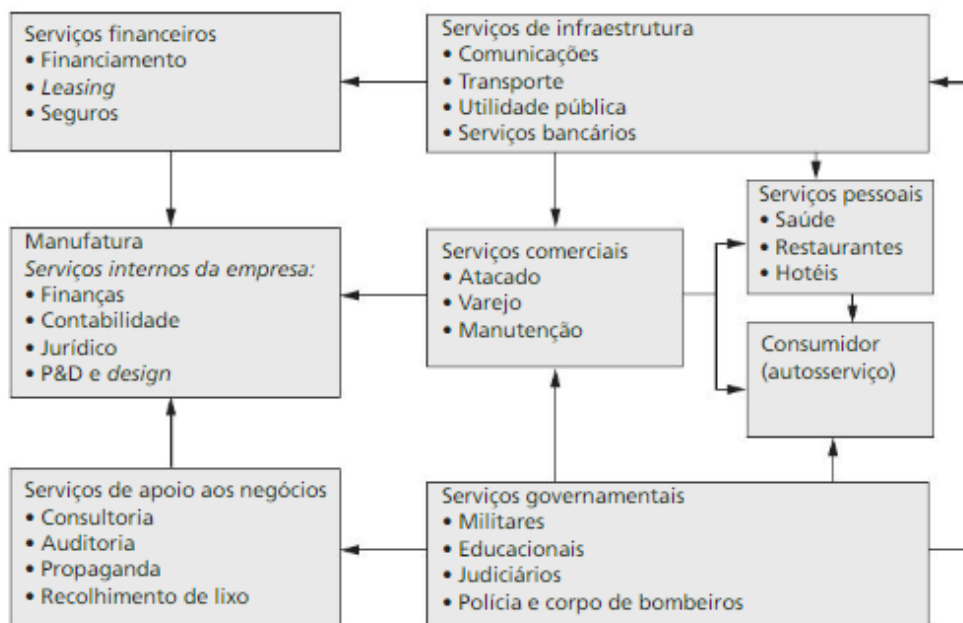 Serviços financeiros
• Financiamento
• Leasing
• Seguros
Serviços de infraestrutura
• Comunicações
• Transporte
• Utilidade pública
• Serviços bancários
Manufatura
Serviços internos da empresa:
• Finanças
• Contabilidade
• Jurídico
• P&D e design
Serviços comerciais
• Atacado
• Varejo
• Manutenção
Serviços pessoais
• Saúde
• Restaurantes
• Hotéis
Consumidor
(autosserviço)
Serviços de apoio aos negócios
• Consultoria
• Auditoria
• Propaganda
• Recolhimento de lixo
Serviços governamentais
• Militares
• Educacionais
• Judiciários
• Polícia e corpo de bombeiros